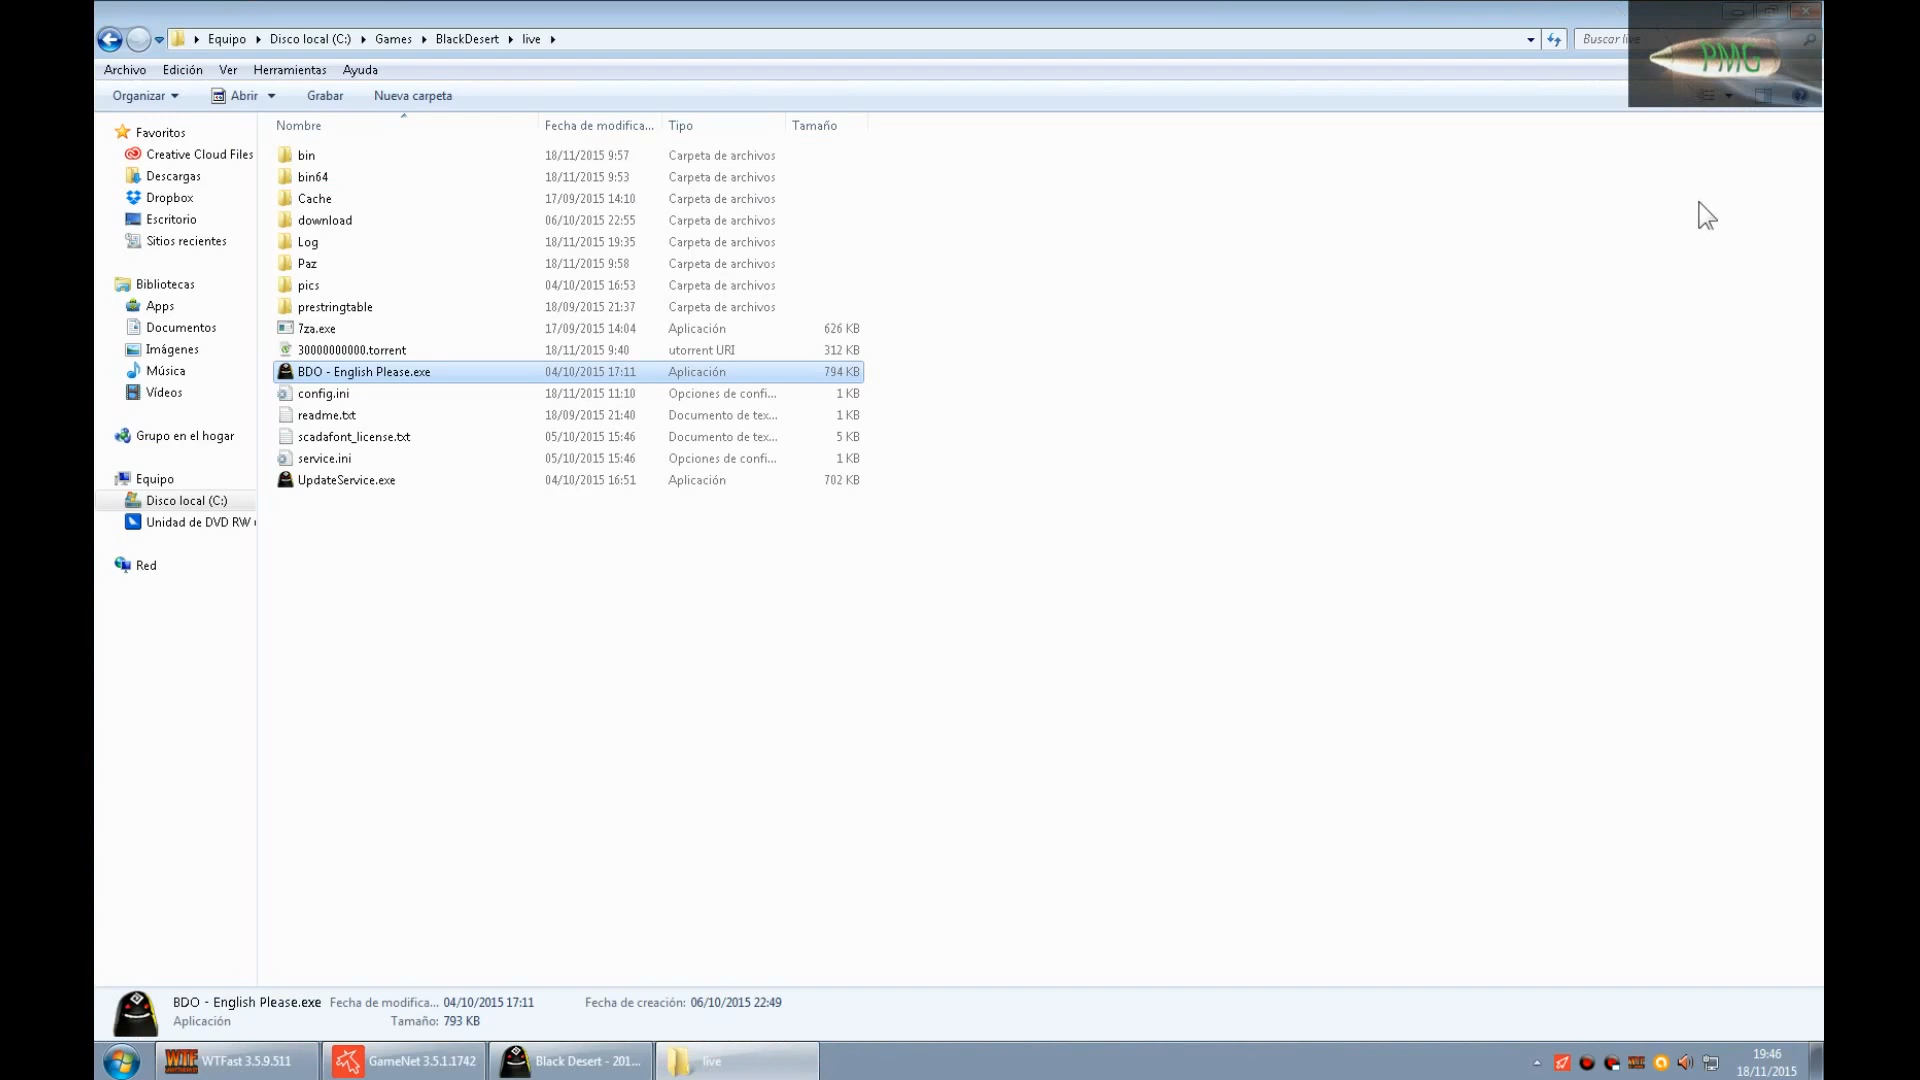 Equipo Disco local (C:) Games BlackDesert live
Buscar live
PMG
Archivo Edición Ver Herramientas Ayuda
Organizar Abrir Grabar Nueva carpeta
Nombre Fecha de modifica... Tipo Tamaño
Favoritos
Creative Cloud Files
Descargas
Dropbox
Escritorio
Sitios recientes
Bibliotecas
Apps
Documentos
Imágenes
Música
Vídeos
Grupo en el hogar
Equipo
Disco local (C:)
Unidad de DVD RW
Red
bin 18/11/2015 9:57 Carpeta de archivos
bin64 18/11/2015 9:53 Carpeta de archivos
Cache 17/09/2015 14:10 Carpeta de archivos
download 06/10/2015 22:55 Carpeta de archivos
Log 18/11/2015 19:35 Carpeta de archivos
Paz 18/11/2015 9:58 Carpeta de archivos
pics 04/10/2015 16:53 Carpeta de archivos
prestringtable 18/09/2015 21:37 Carpeta de archivos
7za.exe 17/09/2015 14:04 Aplicación 626 KB
30000000000.torrent 18/11/2015 9:40 utorrent URI 312 KB
BDO - English Please.exe 04/10/2015 17:11 Aplicación 794 KB
config.ini 18/11/2015 11:10 Opciones de confi... 1 KB
readme.txt 18/09/2015 21:40 Documento de tex... 1 KB
scadafont_license.txt 05/10/2015 15:46 Documento de tex... 5 KB
service.ini 05/10/2015 15:46 Opciones de confi... 1 KB
UpdateService.exe 04/10/2015 16:51 Aplicación 702 KB
BDO - English Please.exe Fecha de modifica... 04/10/2015 17:11 Fecha de creación: 06/10/2015 22:49
Aplicación Tamaño: 793 KB
WTF WTFast 3.5.9.511 GameNet 3.5.1.1742 Black Desert - 201... live
19:46
18/11/2015